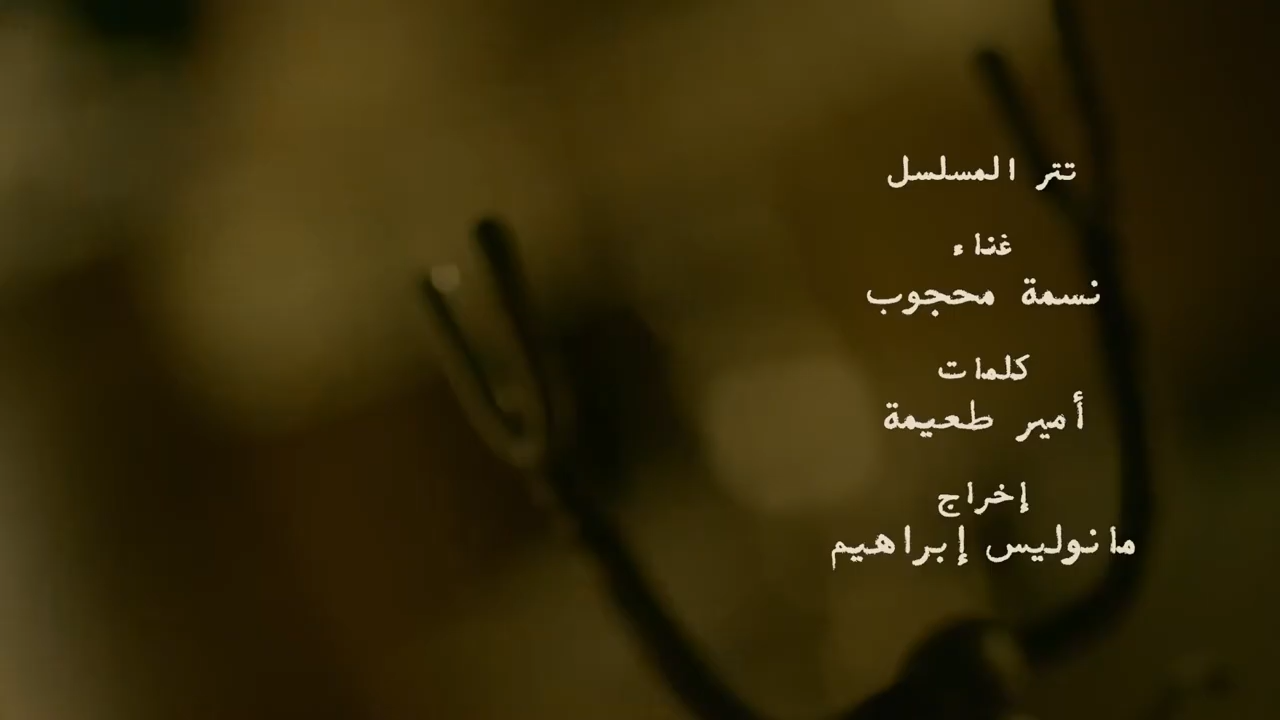 تتر المسلسل
غناء
نسمة محجوب
كلمات
أمير طعيمة
إخراج
مانوليس إبراهيم